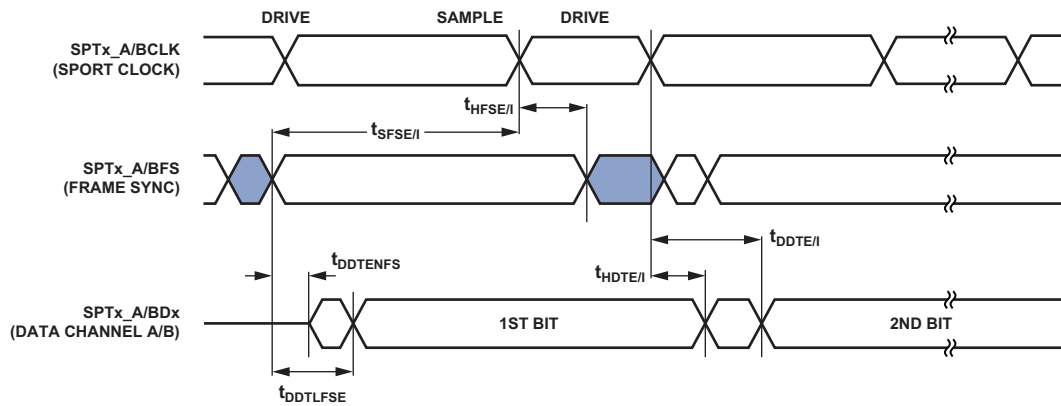 DRIVE SAMPLE DRIVE
SPTx_A/BCLK
(SPORT CLOCK)
tHFSE/I
tSFSE/I
SPTx_A/BFS
(FRAME SYNC)
tDDTE/I
tDDTENFS
tHDTE/I
SPTx_A/BDx
(DATA CHANNEL A/B)
1ST BIT 2ND BIT
tDDTLFSE